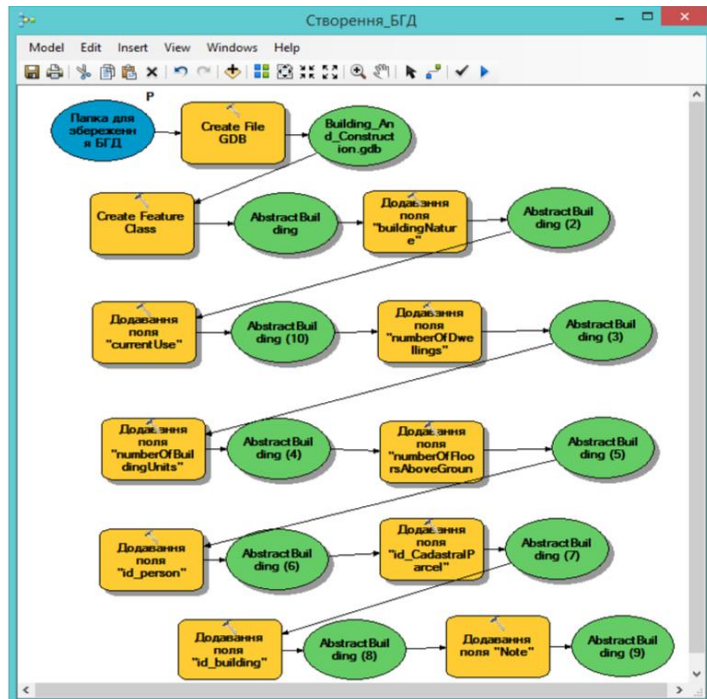 Створення_БГД
Model Edit Insert View Windows Help
P
Папка для
збереженн
я БГД
Create File
GDB
Building_An
d_Construct
ion.gdb
Create Feature
Class
AbstractBuil
ding
Додавання
поля
"buildingNatur
e"
AbstractBuil
ding (2)
Додавання
поля
"currentUse"
AbstractBuil
ding (10)
Додавання
поля
"numberOfDwe
llings"
AbstractBuil
ding (3)
Додавання
поля
"numberOfBui
ldingUnits"
AbstractBuil
ding (4)
Додавання
поля
"numberOfFloo
rsAboveGroun
AbstractBuil
ding (5)
Додавання
поля
"id_person"
AbstractBuil
ding (6)
Додавання
поля
"id_CadastralP
arcel"
AbstractBuil
ding (7)
Додавання
поля
"id_building"
AbstractBuil
ding (8)
Додавання
поля "Note"
AbstractBuil
ding (9)